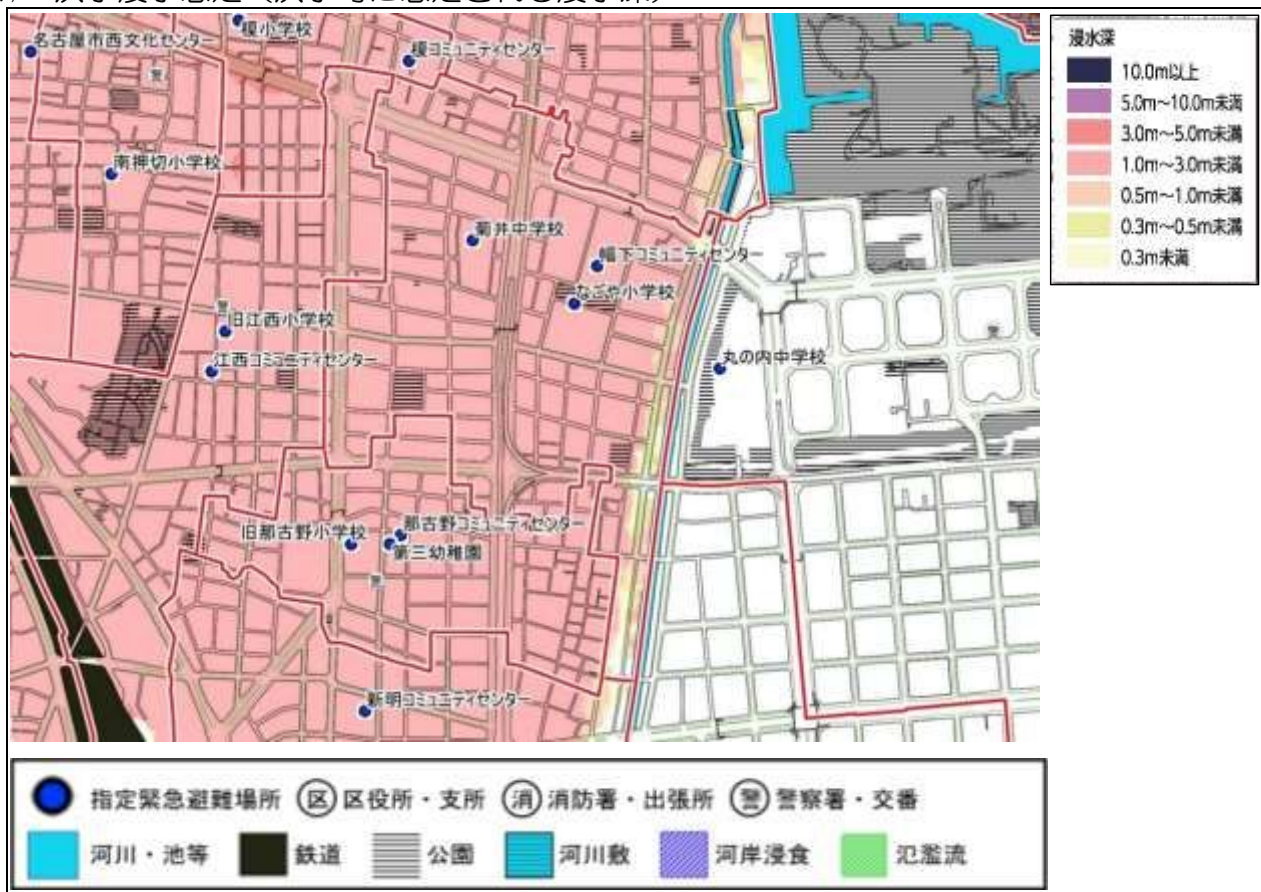 榎小学校
名古屋市西文化センター
榎コミュニティセンター
警
南押切小学校
菊井中学校
幅下コミュニティセンター
なごや小学校
警
旧江西小学校
警
江西コミュニティセンター
丸の内中学校
那古野コミュニティセンター
旧那古野小学校
第三幼稚園
警
新明コミュニティセンター
浸水深
10.0m以上
5.0m～10.0m未満
3.0m～5.0m未満
1.0m～3.0m未満
0.5m～1.0m未満
0.3m～0.5m未満
0.3m未満
指定緊急避難場所 区 区役所・支所 消 消防署・出張所 警 警察署・交番
河川・池等 鉄道 公園 河川敷 河岸浸食 氾濫流